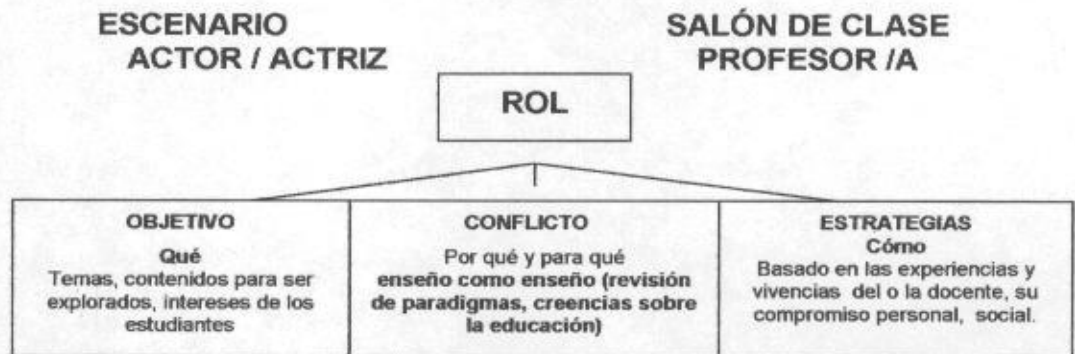 ESCENARIO
ACTOR / ACTRIZ
SALÓN DE CLASE
PROFESOR /A
ROL
OBJETIVO
Qué
Temas, contenidos para ser
explorados, intereses de los
estudiantes
CONFLICTO
Por qué y para qué
enseño como enseño (revisión
de paradigmas, creencias sobre
la educación)
ESTRATEGIAS
Cómo
Basado en las experiencias y
vivencias del o la docente, su
compromiso personal, social.